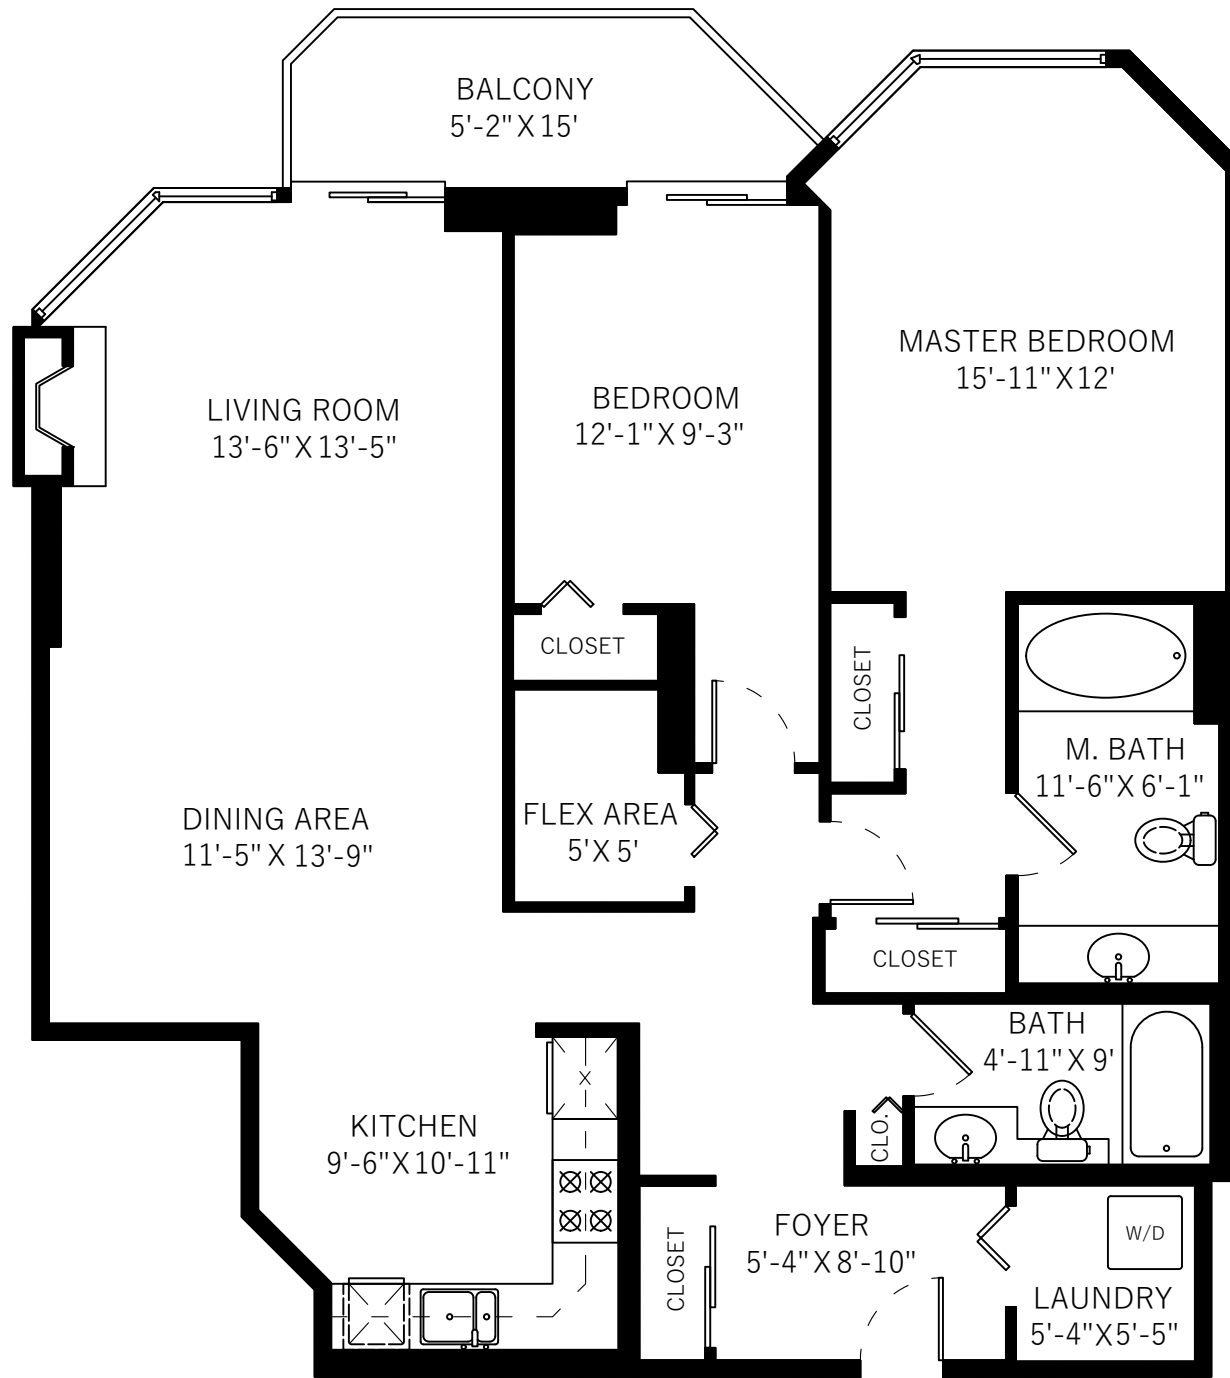 BALCONY
5'-2" X 15'
MASTER BEDROOM
15'-11" X 12'
LIVING ROOM
13'-6" X 13'-5"
BEDROOM
12'-1" X 9'-3"
CLOSET
CLOSET
M. BATH
11'-6" X 6'-1"
DINING AREA
11'-5" X 13'-9"
FLEX AREA
5' X 5'
CLOSET
BATH
4'-11" X 9'
X
KITCHEN
9'-6" X 10'-11"
CLO.
FOYER
5'-4" X 8'-10"
CLOSET
W/D
LAUNDRY
5'-4" X 5'-5"